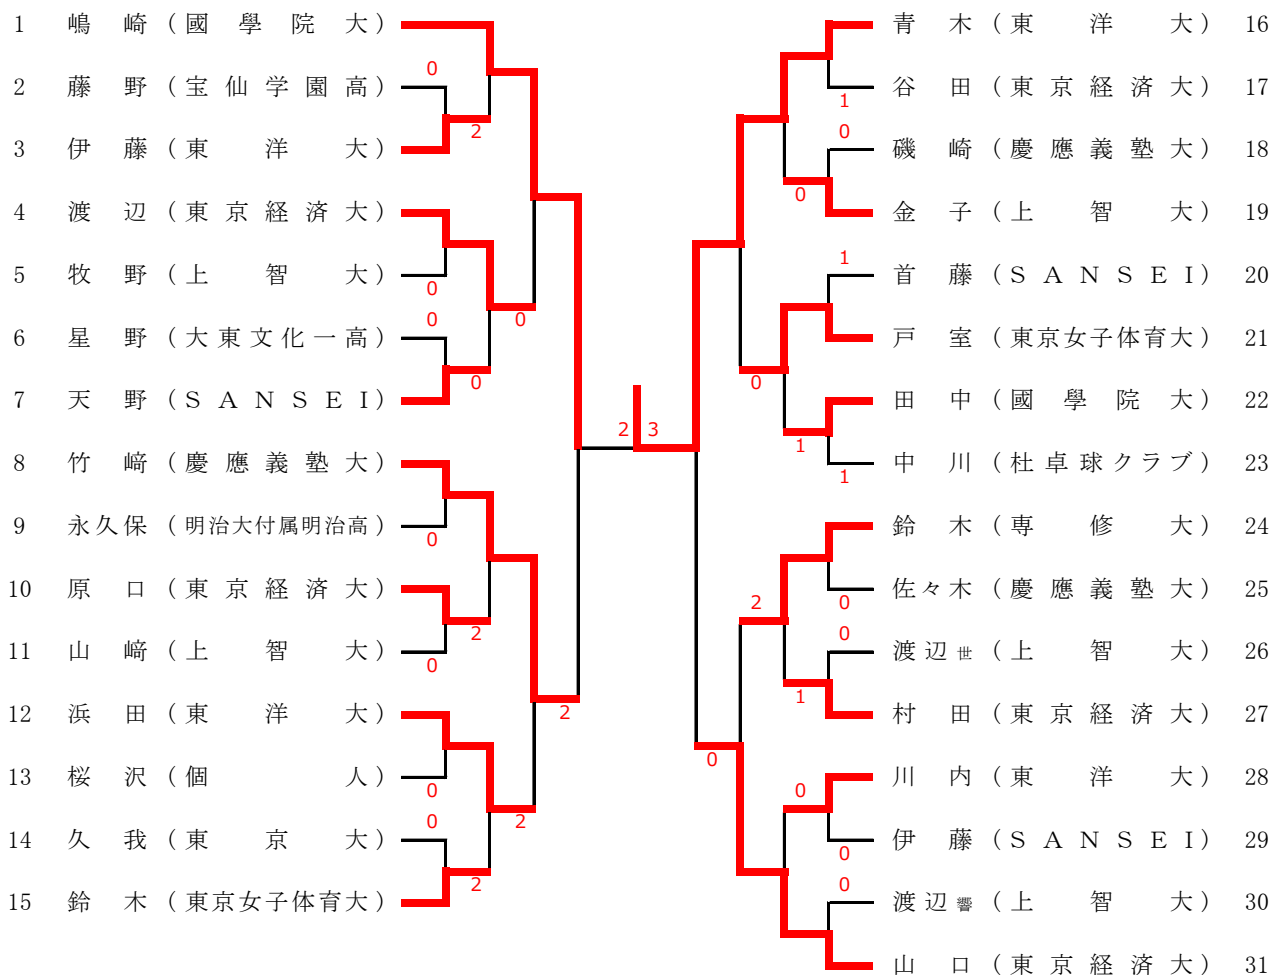 1 嶋崎(國學院大)
0
2 藤野(宝仙学園高)
2
3 伊藤(東洋大)
4 渡辺(東京経済大)
5 牧野(上智大)
0
0
0
6 星野(大東文化一高)
0
7 天野(SANSEI)
8 竹﨑(慶應義塾大)
9 永久保(明治大付属明治高)
0
10 原口(東京経済大)
2
11 山﨑(上智大)
0
12 浜田(東洋大)
2
13 桜沢(個人)
0
0
2
14 久我(東京大)
2
15 鈴木(東京女子体育大)
2 3
青木(東洋大) 16
谷田(東京経済大) 17
1
0
磯崎(慶應義塾大) 18
0
金子(上智大) 19
1
首藤(SANSEI) 20
戸室(東京女子体育大) 21
0
田中(國學院大) 22
1
中川(杜卓球クラブ) 23
1
鈴木(専修大) 24
佐々木(慶應義塾大) 25
2
0
0
渡辺世(上智大) 26
1
村田(東京経済大) 27
0
川内(東洋大) 28
0
伊藤(SANSEI) 29
0
0
渡辺響(上智大) 30
山口(東京経済大) 31